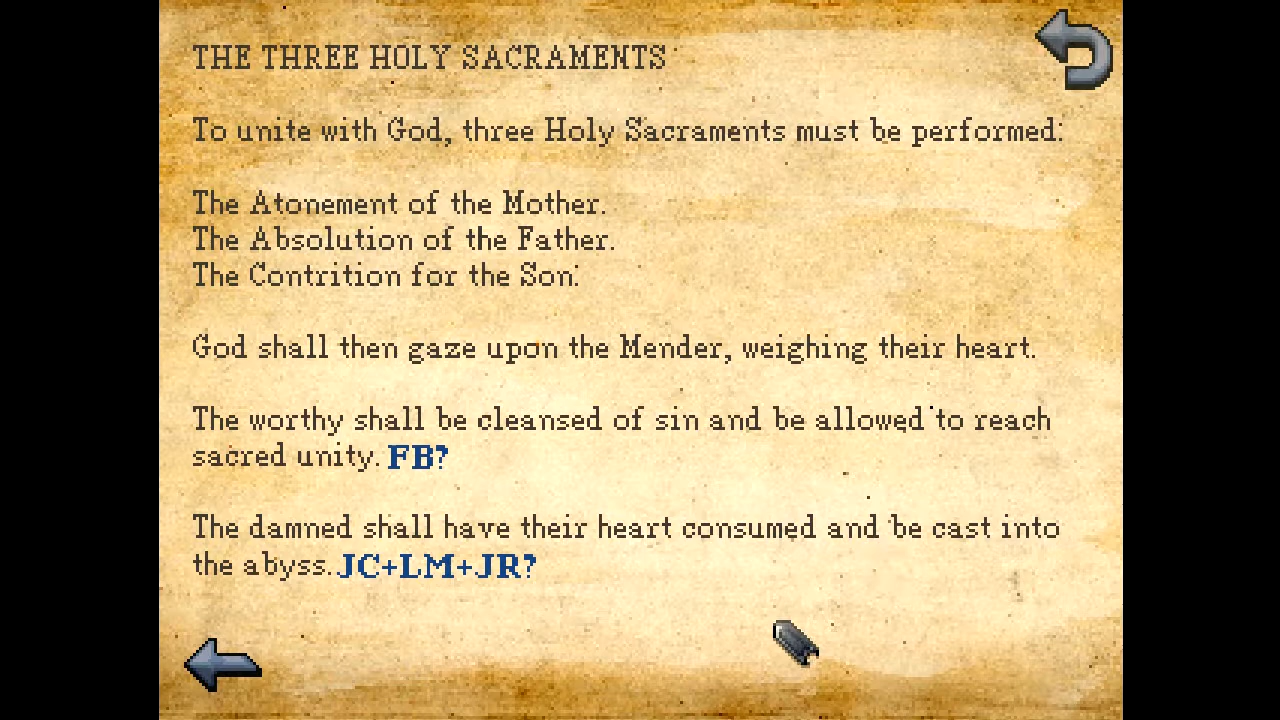 THE THREE HOLY SACRAMENTS
To unite with God, three Holy Sacraments must be performed:
The Atonement of the Mother.
The Absolution of the Father.
The Contrition for the Son.
God shall then gaze upon the Mender, weighing their heart.
The worthy shall be cleansed of sin and be allowed to reach
sacred unity. FB?
The damned shall have their heart consumed and be cast into
the abyss. JC+LM+JR?